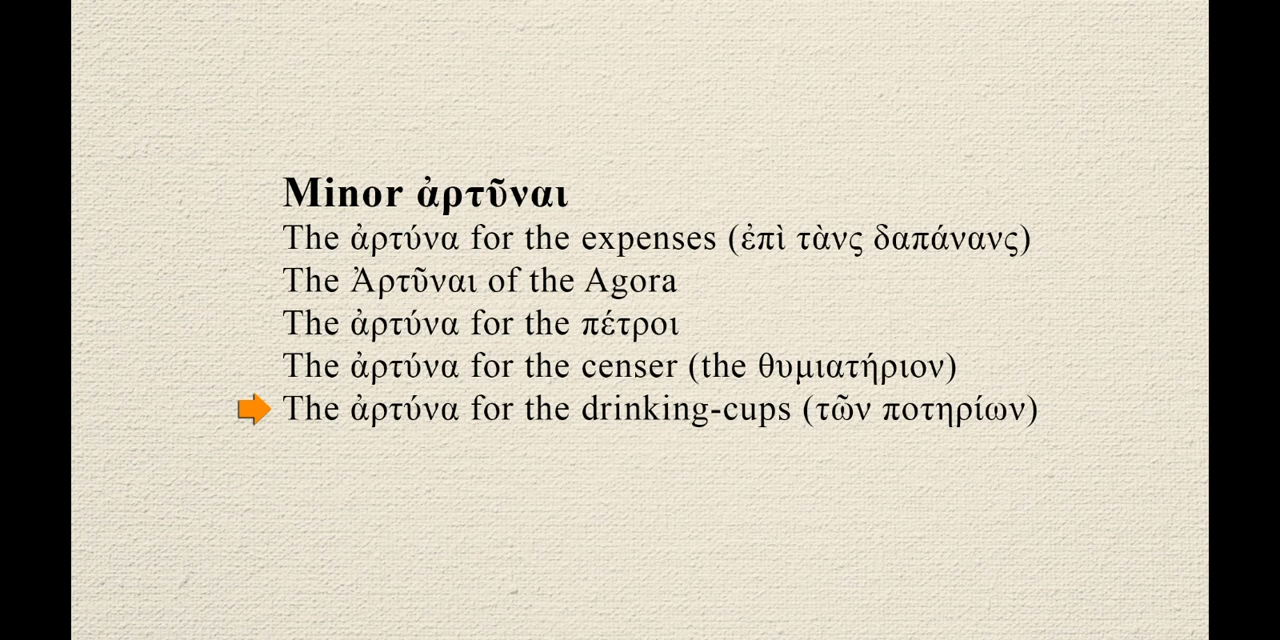 Minor ἀρτῦναι
The ἀρτύνα for the expenses (ἐπὶ τὰνς δαπάνανς)
The Ἀρτῦναι of the Agora
The ἀρτύνα for the πέτροι
The ἀρτύνα for the censer (the θυμιατήριον)
The ἀρτύνα for the drinking-cups (τῶν ποτηρίων)